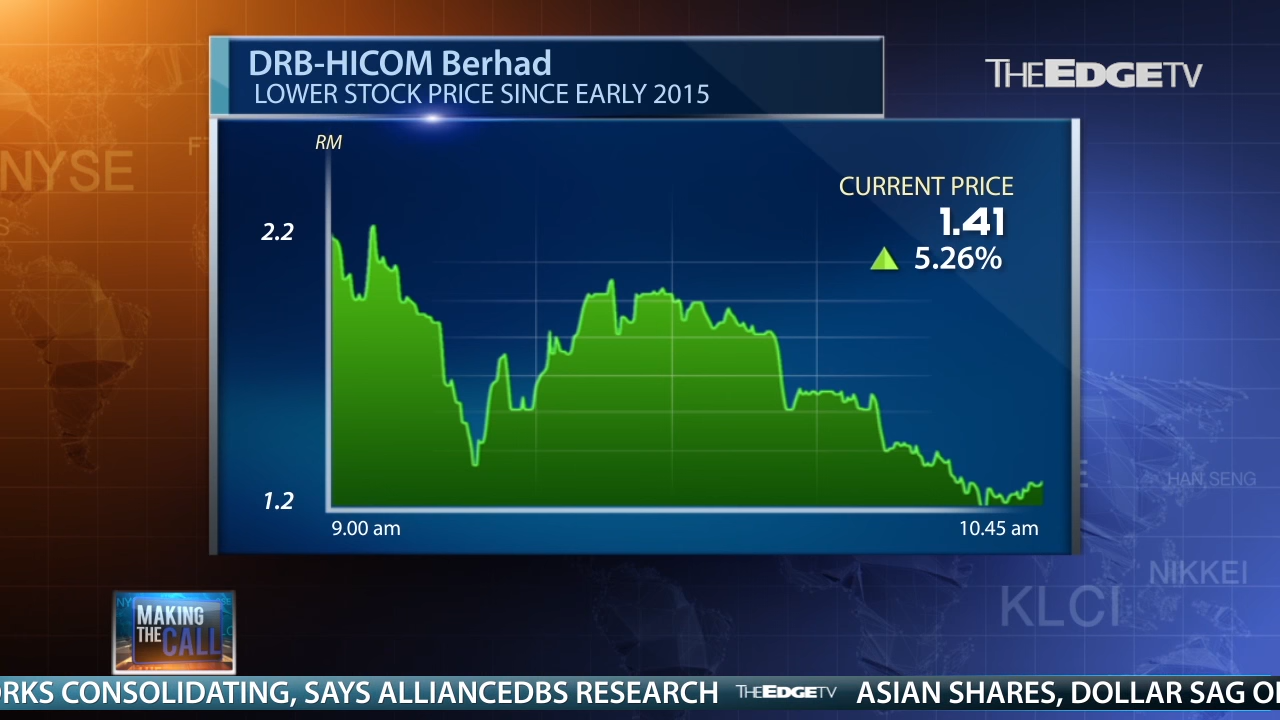 DRB-HICOM Berhad
LOWER STOCK PRICE SINCE EARLY 2015
THEEDGETV
RM
NYSE
CURRENT PRICE
1.41
5.26%
2.2
1.2
9.00 am
10.45 am
HAN SENG
NIKKEI
KLCI
MAKING
THE CALL
CONSOLIDATING, SAYS ALLIANCEDBS RESEARCH THEEDGETV ASIAN SHARES, DOLLAR SAG